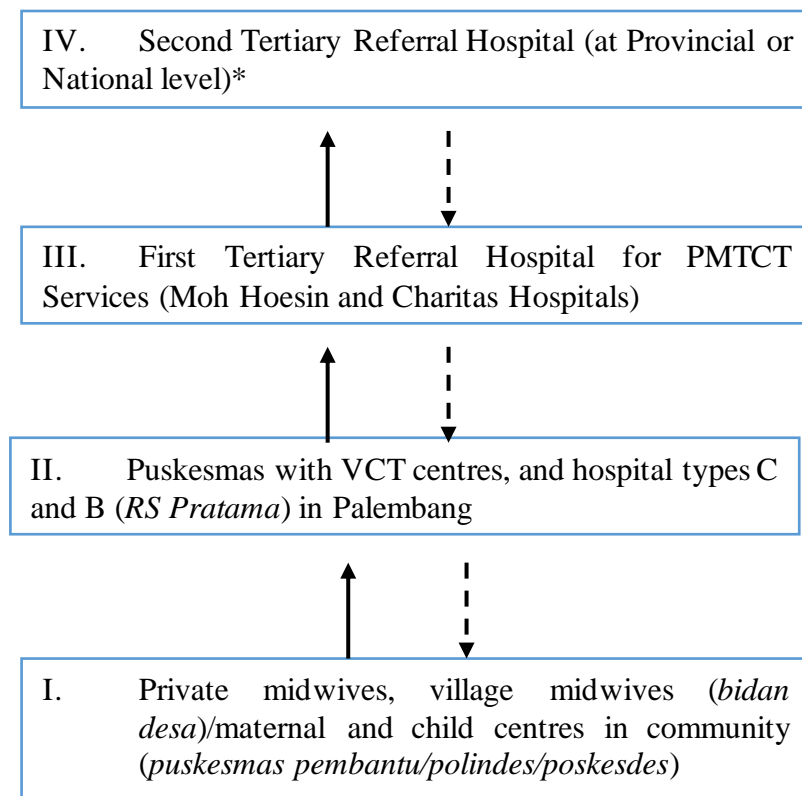 IV. Second Tertiary Referral Hospital (at Provincial or
National level)*
III. First Tertiary Referral Hospital for PMTCT
Services (Moh Hoesin and Charitas Hospitals)
II. Puskesmas with VCT centres, and hospital types C
and B (RS Pratama) in Palembang
I. Private midwives, village midwives (bidan
desa)/maternal and child centres in community
(puskesmas pembantu/polindes/poskesdes)